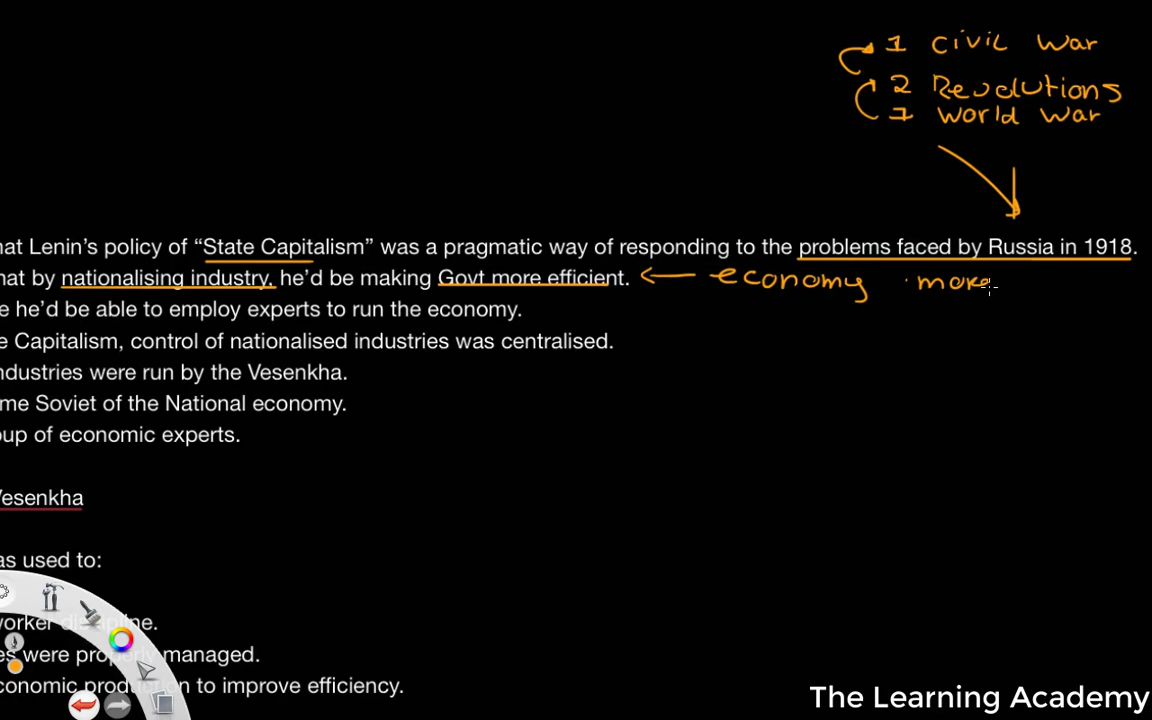 1 Civil War
2 Revolutions
1 World War
hat Lenin's policy of “State Capitalism” was a pragmatic way of responding to the problems faced by Russia in 1918.
hat by nationalising industry, he'd be making Govt more efficient. ← economy more
e he'd be able to employ experts to run the economy.
e Capitalism, control of nationalised industries was centralised.
ndustries were run by the Vesenkha.
me Soviet of the National economy.
oup of economic experts.
Vesenkha
as used to:
worker discipline.
es were properly managed.
conomic production to improve efficiency.
The Learning Academy